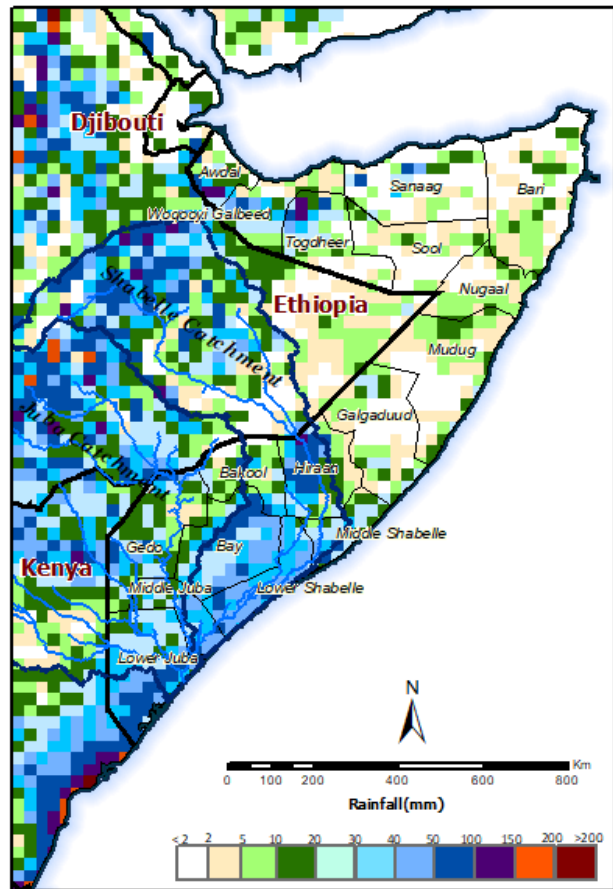 Djibouti
Awdal
Sanaag
Bari
Woqooyi Galbeed
Togdheer
Sool
Shabelle Catchment
Ethiopia
Nugaal
Mudug
Galgaduud
Juba Catchment
Bakool
Hiraan
Gedo
Bay
Middle Shabelle
Kenya
Middle Juba
Lower Shabelle
Lower Juba
N
Km
0 100 200 400 600 800
Rainfall(mm)
<2 2 5 10 20 30 40 50 100 150 200 >200